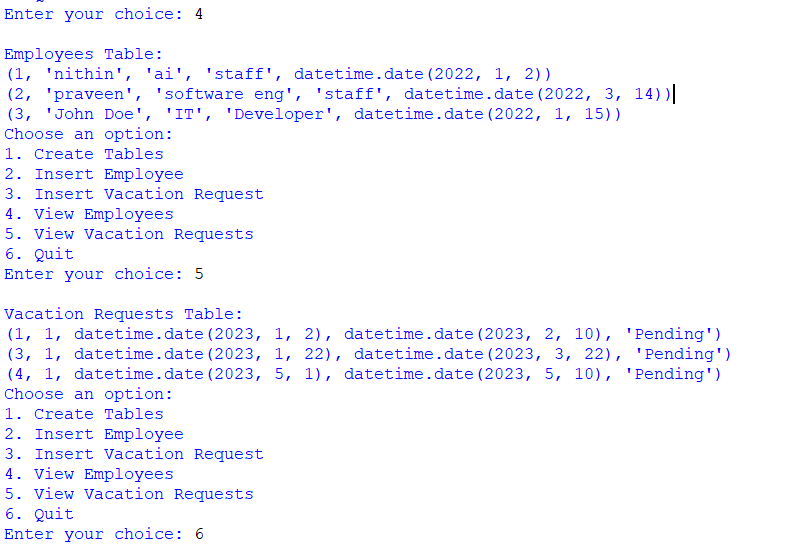 Enter your choice: 4
Employees Table:
(1, 'nithin', 'ai', 'staff', datetime.date(2022, 1, 2))
(2, 'praveen', 'software eng', 'staff', datetime.date(2022, 3, 14))
(3, 'John Doe', 'IT', 'Developer', datetime.date(2022, 1, 15))
Choose an option:
1. Create Tables
2. Insert Employee
3. Insert Vacation Request
4. View Employees
5. View Vacation Requests
6. Quit
Enter your choice: 5
Vacation Requests Table:
(1, 1, datetime.date(2023, 1, 2), datetime.date(2023, 2, 10), 'Pending')
(3, 1, datetime.date(2023, 1, 22), datetime.date(2023, 3, 22), 'Pending')
(4, 1, datetime.date(2023, 5, 1), datetime.date(2023, 5, 10), 'Pending')
Choose an option:
1. Create Tables
2. Insert Employee
3. Insert Vacation Request
4. View Employees
5. View Vacation Requests
6. Quit
Enter your choice: 6